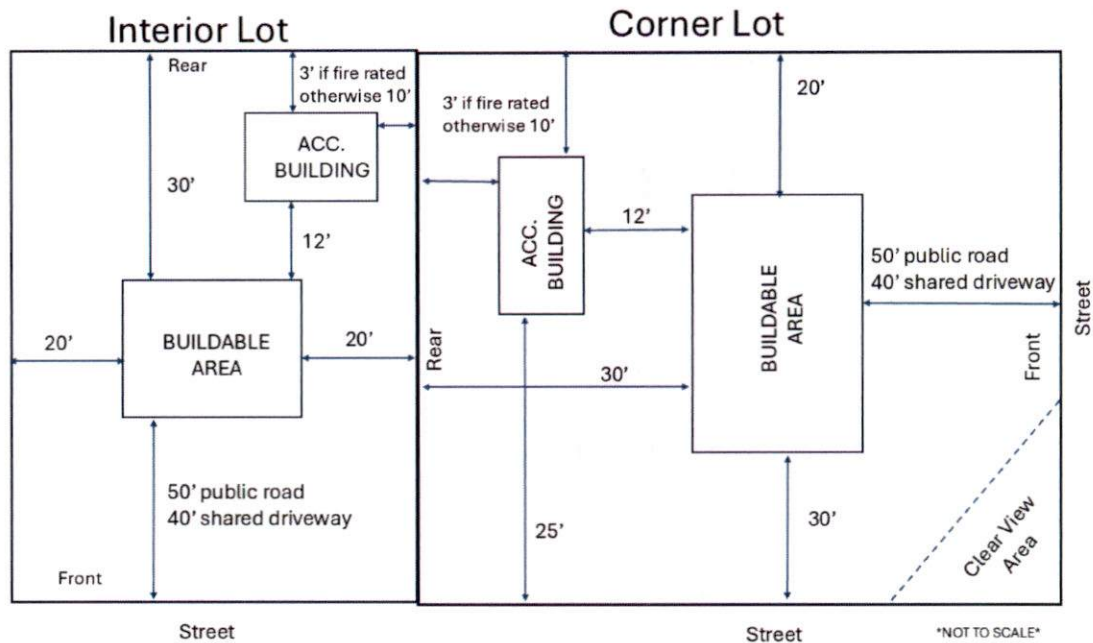 Interior Lot
Rear
3’ if fire rated
otherwise 10’
ACC.
BUILDING
30’
12’
20’
BUILDABLE
AREA
20’
50’ public road
40’ shared driveway
Front
Street
Corner Lot
3’ if fire rated
otherwise 10’
20’
ACC.
BUILDING
12’
BUILDABLE
AREA
50’ public road
40’ shared driveway
Street
Rear
30’
Front
25’
30’
Clear View
Area
Street
*NOT TO SCALE*